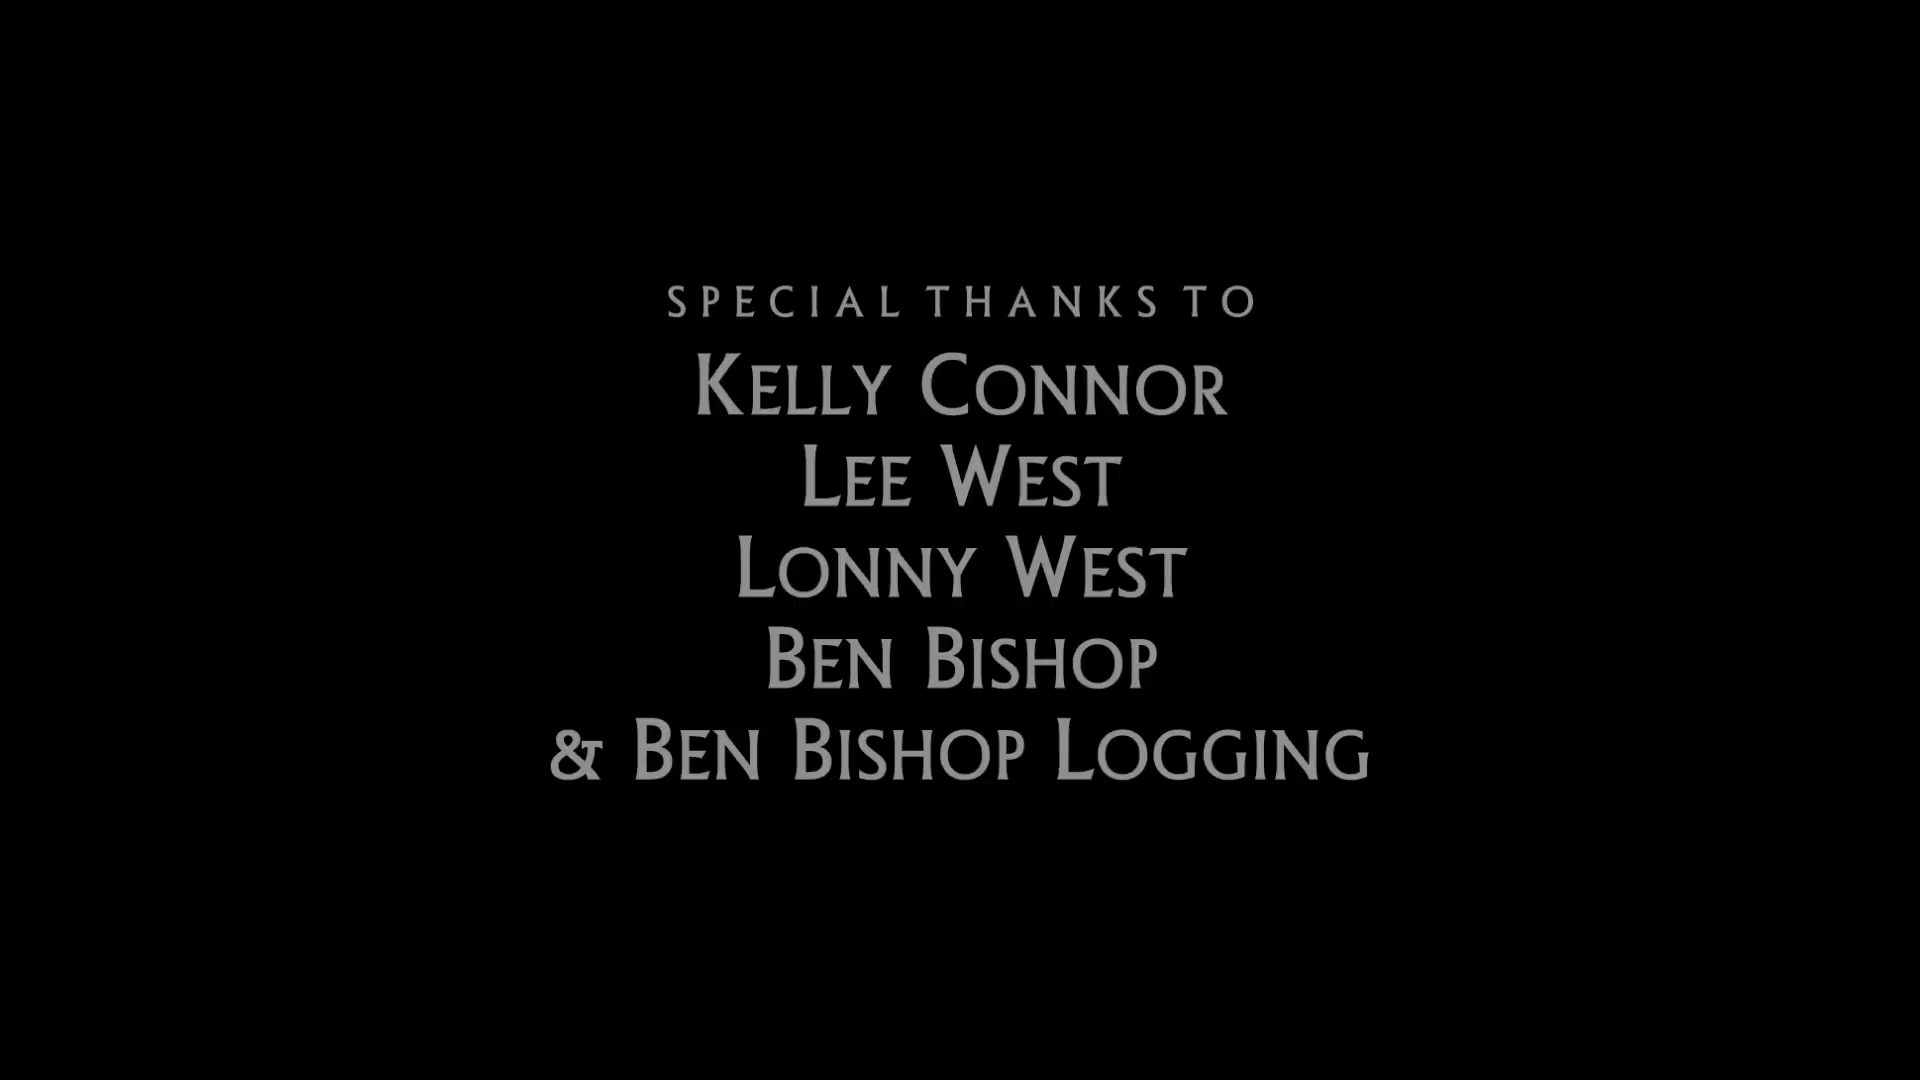 SPECIAL THANKS TO
KELLY CONNOR
LEE WEST
LONNY WEST
BEN BISHOP
& BEN BISHOP LOGGING